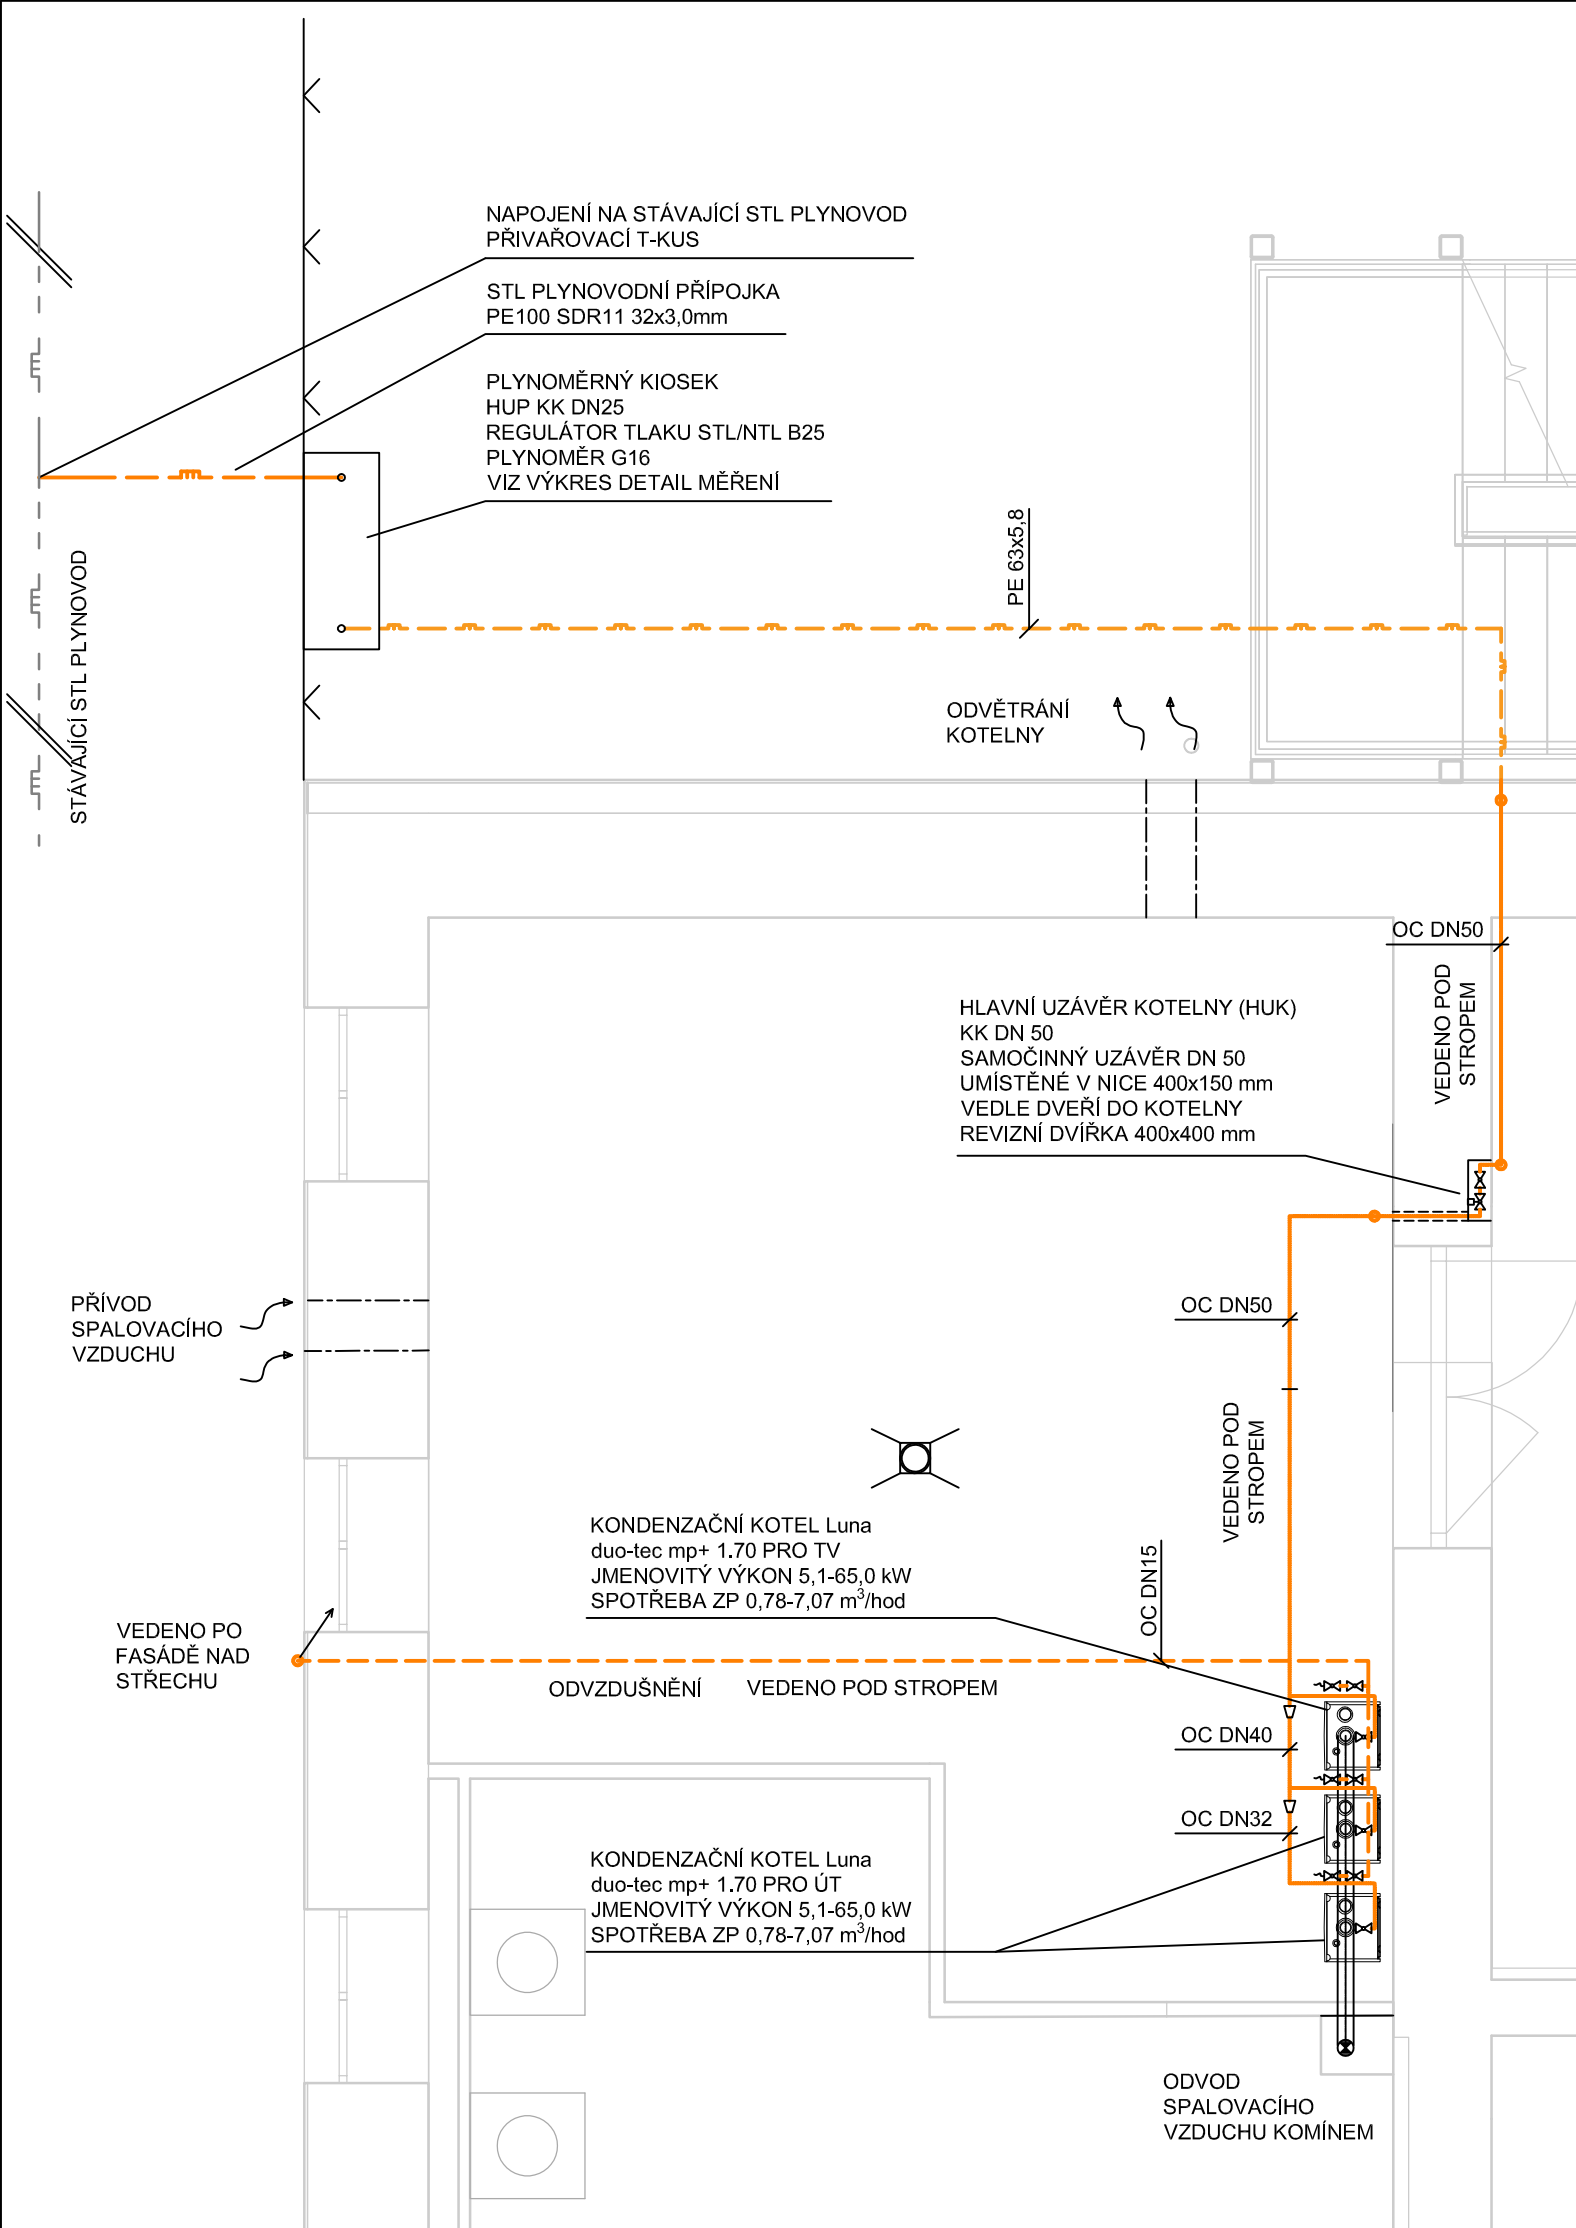 NAPOJENÍ NA STÁVAJÍCÍ STL PLYNOVOD
PŘIVAŘOVACÍ T-KUS
STL PLYNOVODNÍ PŘÍPOJKA
PE100 SDR11 32x3,0mm
PLYNOMĚRNÝ KIOSEK
HUP KK DN25
REGULÁTOR TLAKU STL/NTL B25
PLYNOMĚR G16
VIZ VÝKRES DETAIL MĚŘENÍ
STÁVAJÍCÍ STL PLYNOVOD
PE 63x5,8
ODVĚTRÁNÍ
KOTELNY
OC DN50
VEDENO POD
STROPEM
HLAVNÍ UZÁVĚR KOTELNY (HUK)
KK DN 50
SAMOČINNÝ UZÁVĚR DN 50
UMÍSTĚNÉ V NICE 400x150 mm
VEDLE DVEŘÍ DO KOTELNY
REVIZNÍ DVÍŘKA 400x400 mm
PŘÍVOD
SPALOVACÍHO
VZDUCHU
OC DN50
VEDENO POD
STROPEM
KONDENZAČNÍ KOTEL Luna
duo-tec mp+ 1.70 PRO TV
JMENOVITÝ VÝKON 5,1-65,0 kW
SPOTŘEBA ZP 0,78-7,07 m³/hod
OC DN15
VEDENO PO
FASÁDĚ NAD
STŘECHU
ODVZDUŠNĚNÍ VEDENO POD STROPEM
OC DN40
OC DN32
KONDENZAČNÍ KOTEL Luna
duo-tec mp+ 1.70 PRO ÚT
JMENOVITÝ VÝKON 5,1-65,0 kW
SPOTŘEBA ZP 0,78-7,07 m³/hod
ODVOD
SPALOVACÍHO
VZDUCHU KOMÍNEM